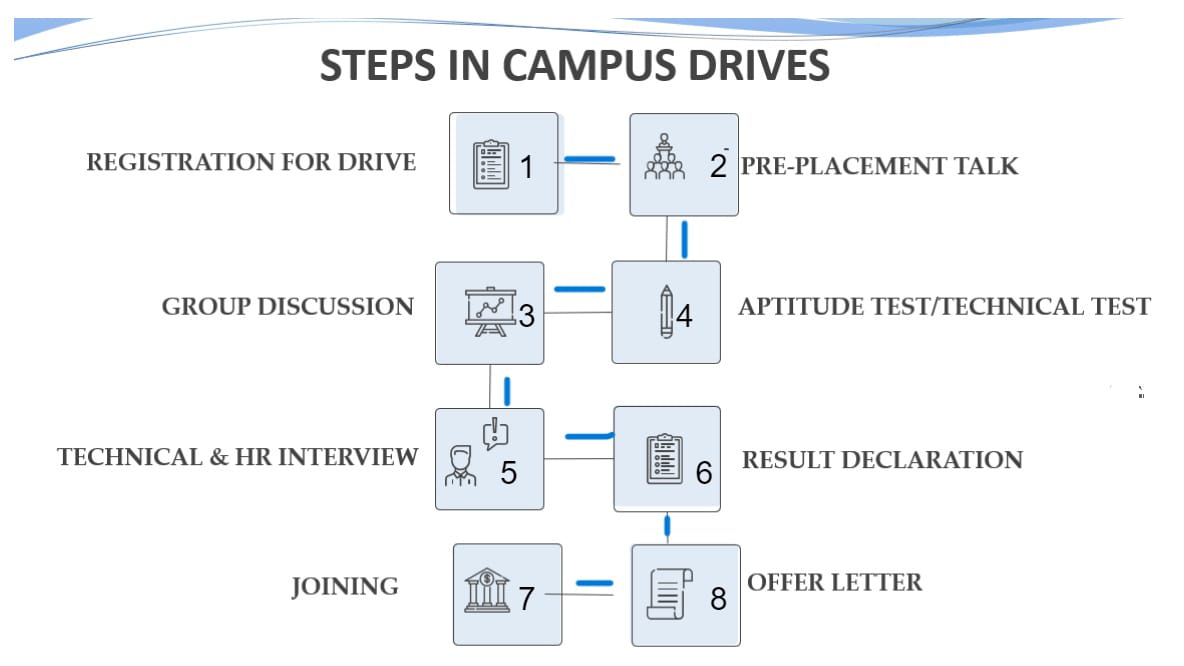 STEPS IN CAMPUS DRIVES
REGISTRATION FOR DRIVE
1
2
PRE-PLACEMENT TALK
GROUP DISCUSSION
3
4
APTITUDE TEST/TECHNICAL TEST
TECHNICAL & HR INTERVIEW
5
6
RESULT DECLARATION
JOINING
7
8
OFFER LETTER